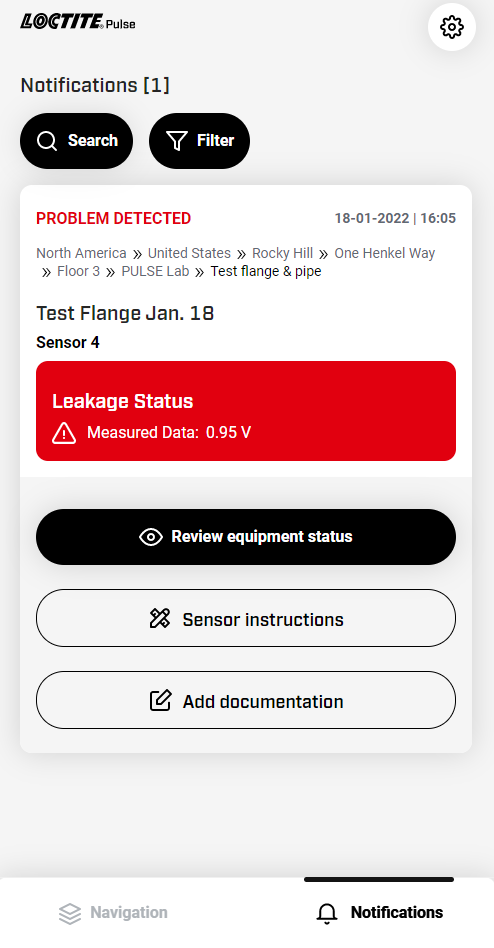 LOCTITE® Pulse
Notifications [1]
Search
Filter
PROBLEM DETECTED
18-01-2022 | 16:05
North America » United States » Rocky Hill » One Henkel Way
» Floor 3 » PULSE Lab » Test flange & pipe
Test Flange Jan. 18
Sensor 4
Leakage Status
Measured Data: 0.95 V
Review equipment status
Sensor instructions
Add documentation
Navigation
Notifications